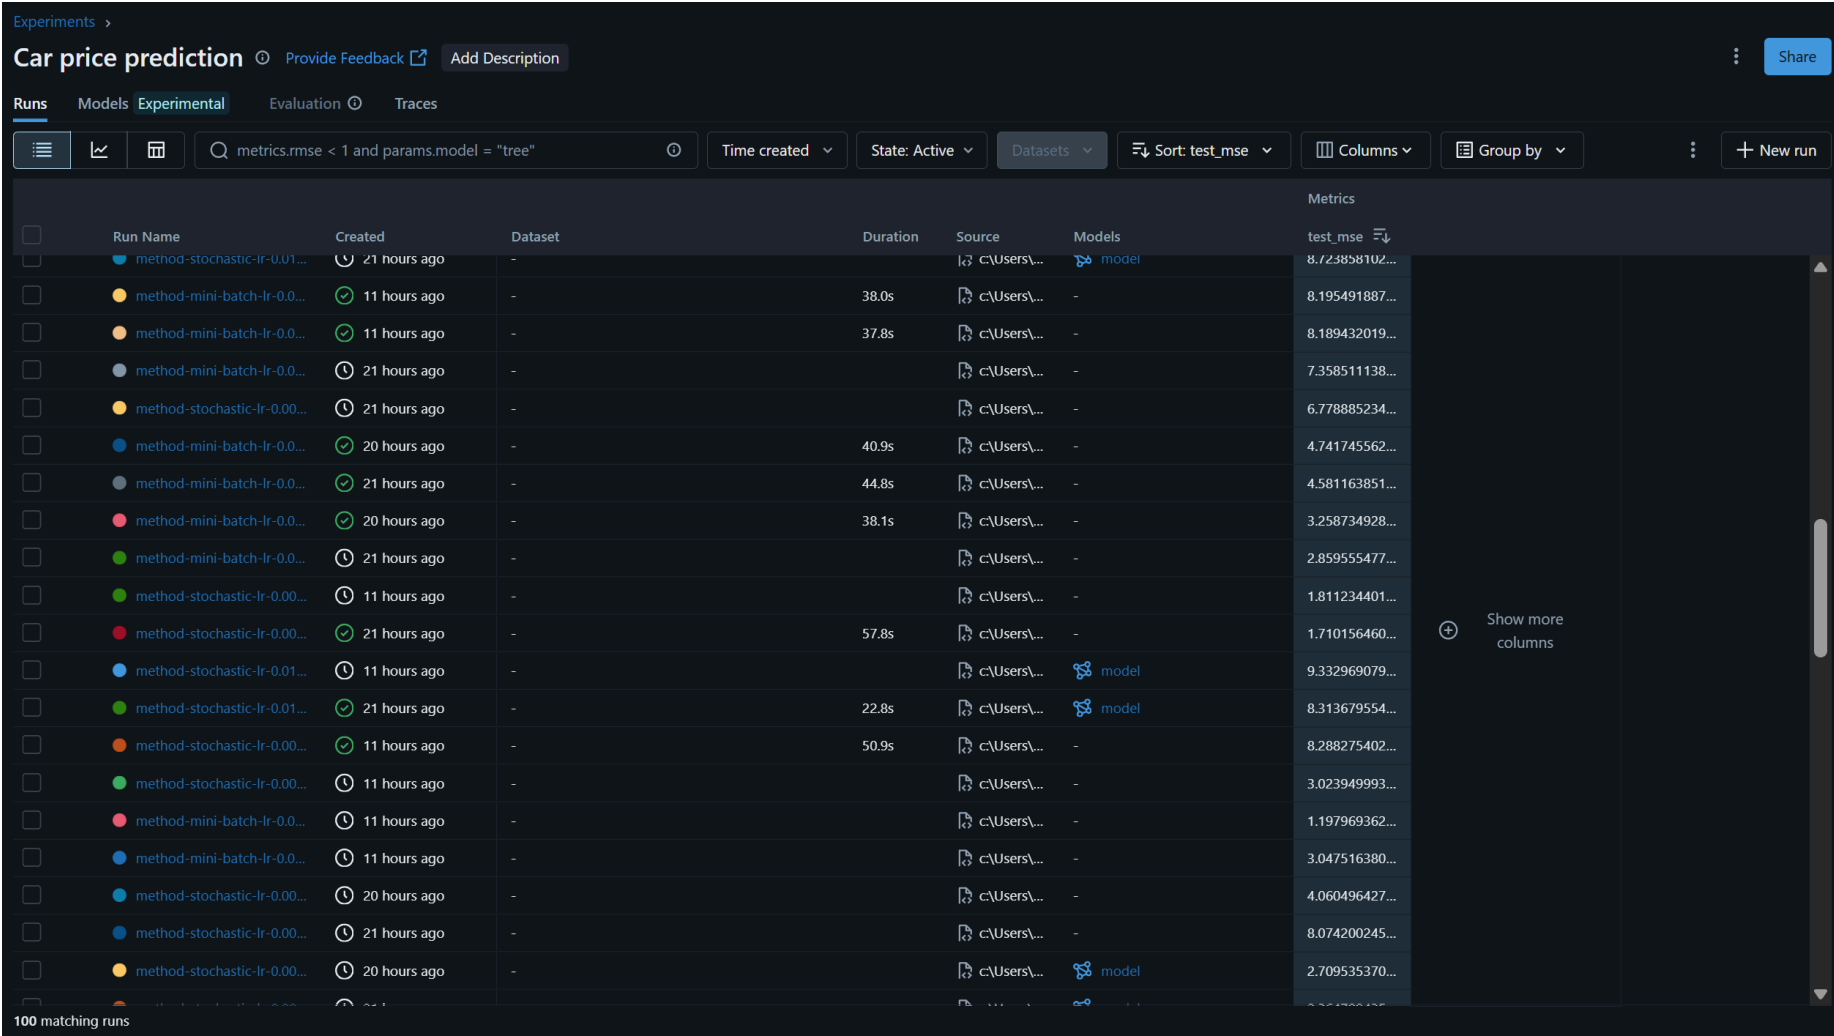 Experiments ›
Car price prediction Provide Feedback Add Description Share
Runs Models Experimental Evaluation Traces
metrics.rmse < 1 and params.model = "tree" Time created State: Active Datasets Sort: test_mse Columns Group by + New run
Metrics
Run Name Created Dataset Duration Source Models test_mse
method-stochastic-lr-0.01... 21 hours ago - c:\Users\... model 8.723858102...
method-mini-batch-lr-0.0... 11 hours ago - 38.0s c:\Users\... - 8.195491887...
method-mini-batch-lr-0.0... 11 hours ago - 37.8s c:\Users\... - 8.189432019...
method-mini-batch-lr-0.0... 21 hours ago - c:\Users\... - 7.358511138...
method-stochastic-lr-0.00... 21 hours ago - c:\Users\... - 6.778885234...
method-mini-batch-lr-0.0... 20 hours ago - 40.9s c:\Users\... - 4.741745562...
method-mini-batch-lr-0.0... 21 hours ago - 44.8s c:\Users\... - 4.581163851...
method-mini-batch-lr-0.0... 20 hours ago - 38.1s c:\Users\... - 3.258734928...
method-mini-batch-lr-0.0... 21 hours ago - c:\Users\... - 2.859555477...
method-stochastic-lr-0.00... 11 hours ago - c:\Users\... - 1.811234401...
method-stochastic-lr-0.00... 21 hours ago - 57.8s c:\Users\... - 1.710156460...
Show more
columns
method-stochastic-lr-0.01... 11 hours ago - c:\Users\... model 9.332969079...
method-stochastic-lr-0.01... 21 hours ago - 22.8s c:\Users\... model 8.313679554...
method-stochastic-lr-0.00... 11 hours ago - 50.9s c:\Users\... - 8.288275402...
method-stochastic-lr-0.00... 11 hours ago - c:\Users\... - 3.023949993...
method-mini-batch-lr-0.0... 11 hours ago - c:\Users\... - 1.197969362...
method-mini-batch-lr-0.0... 11 hours ago - c:\Users\... - 3.047516380...
method-stochastic-lr-0.00... 20 hours ago - c:\Users\... - 4.060496427...
method-stochastic-lr-0.00... 21 hours ago - c:\Users\... - 8.074200245...
method-stochastic-lr-0.00... 20 hours ago - c:\Users\... model 2.709535370...
100 matching runs